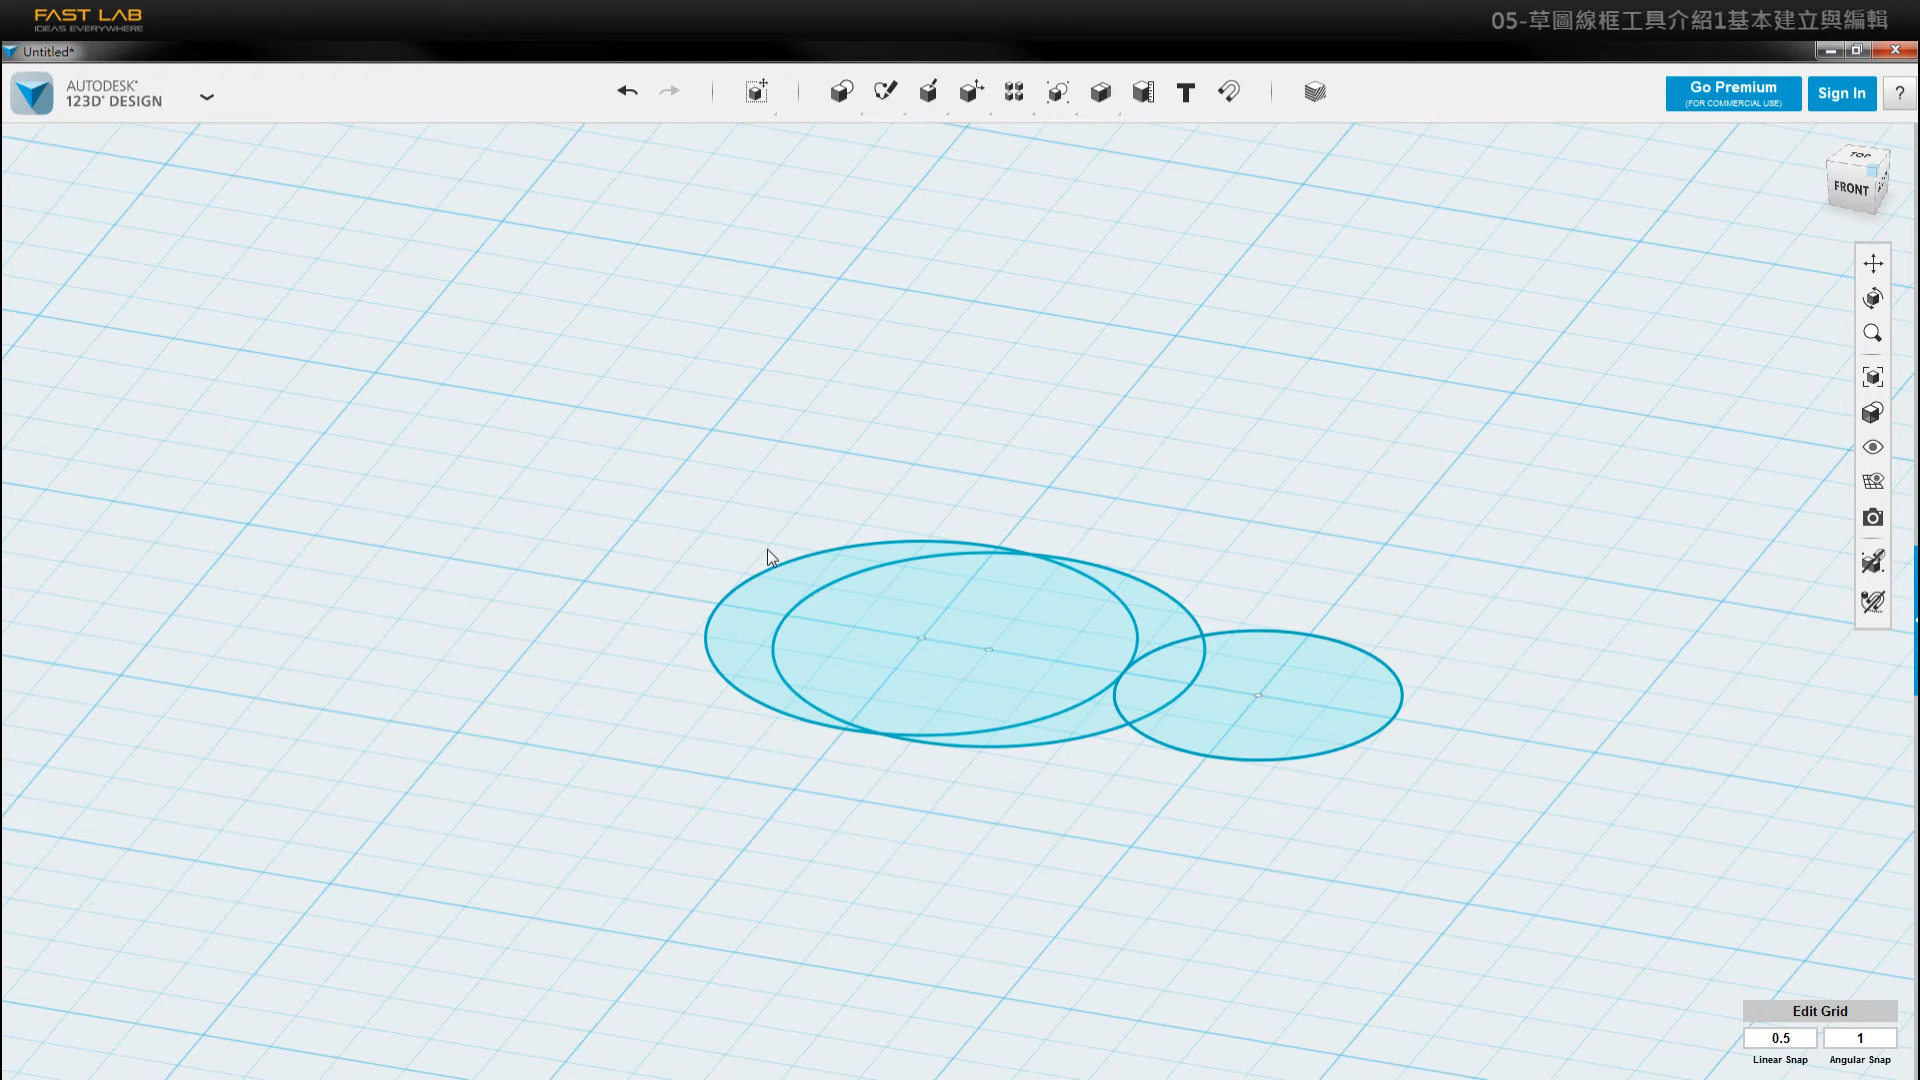 FAST LAB
IDEAS EVERYWHERE
05-草圖線框工具介紹1基本建立與編輯
Untitled*
AUTODESK®
123D® DESIGN
Go Premium
(FOR COMMERCIAL USE)
Sign In
?
TOP
FRONT
T
Edit Grid
0.5
1
Linear Snap
Angular Snap